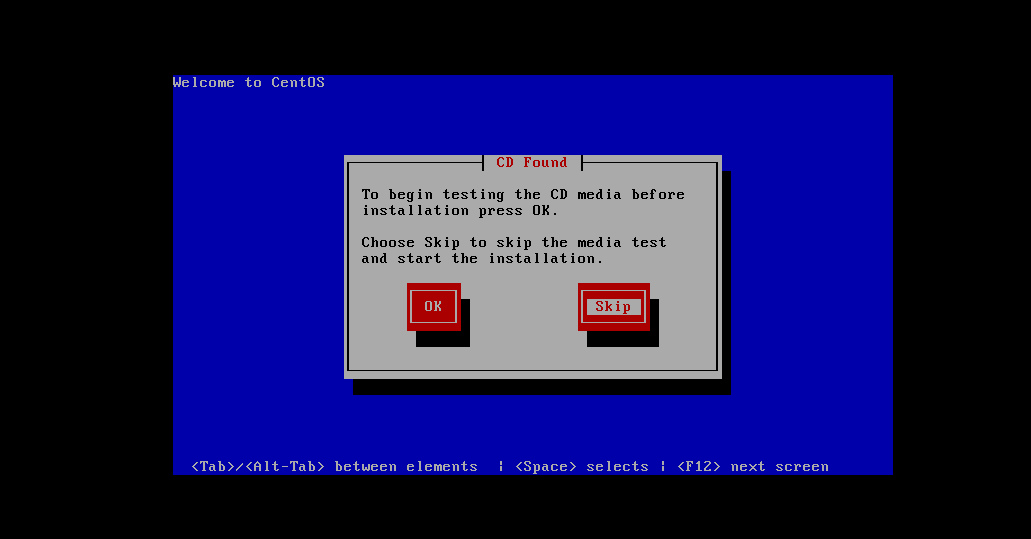 Welcome to CentOS
CD Found
To begin testing the CD media before
installation press OK.
Choose Skip to skip the media test
and start the installation.
OK
Skip
<Tab>/<Alt-Tab> between elements | <Space> selects | <F12> next screen